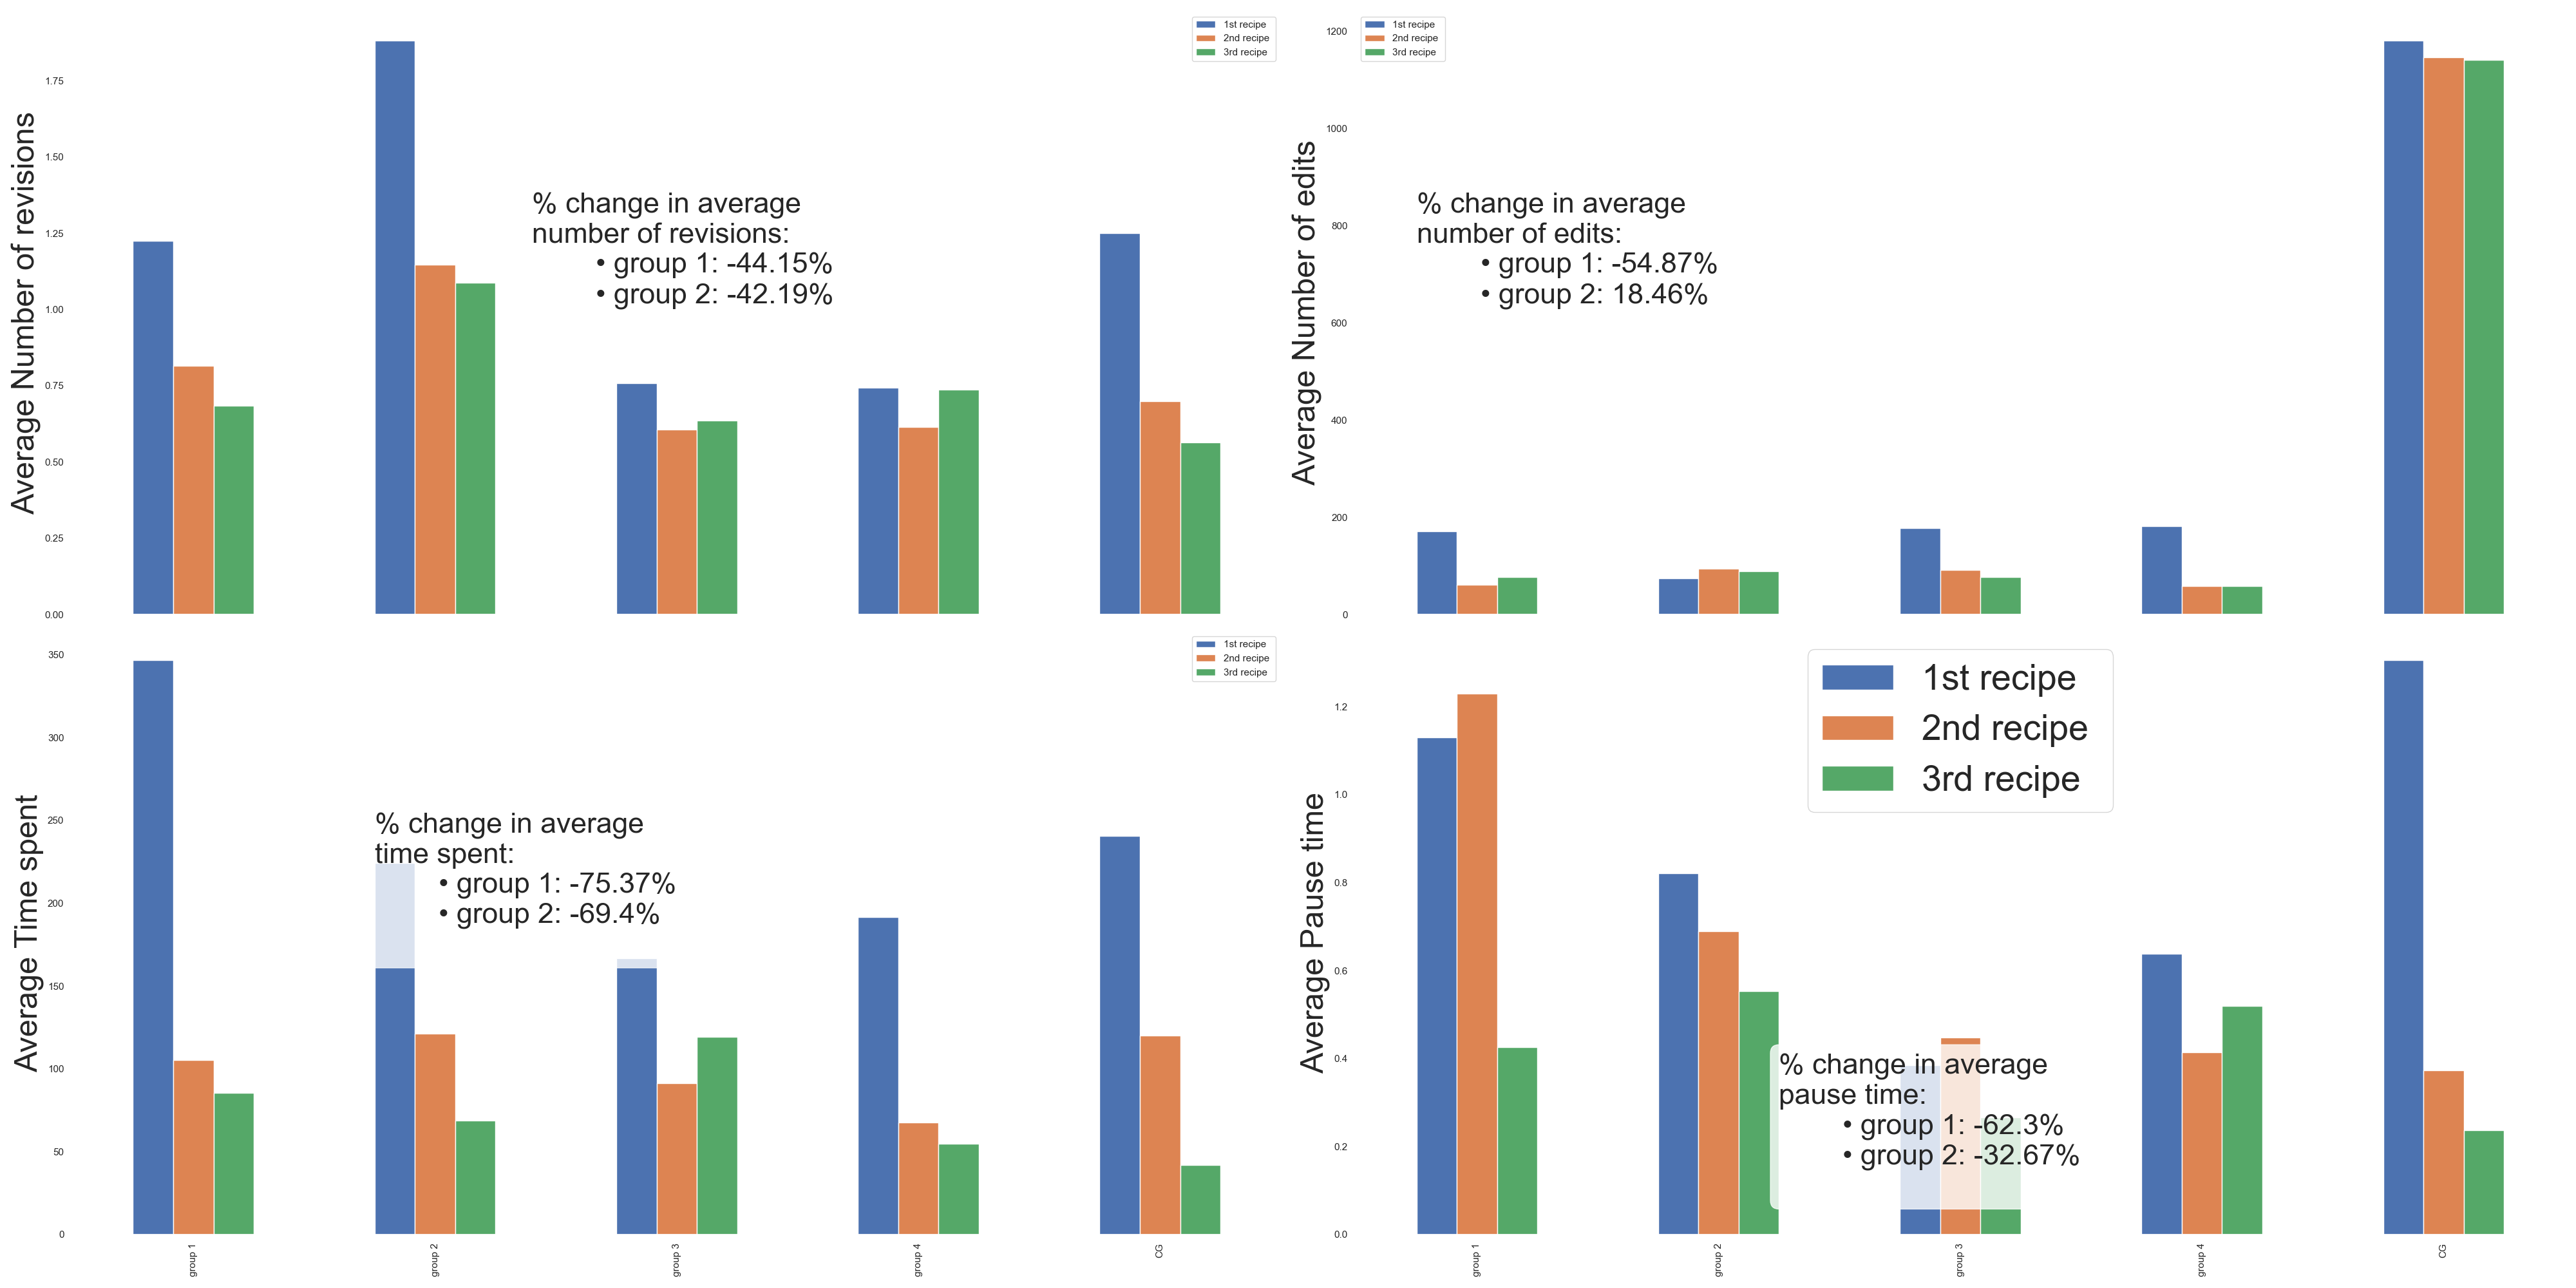 Average Number of revisions
1.75
1.50
1.25
1.00
0.75
0.50
0.25
0.00
1st recipe
2nd recipe
3rd recipe
% change in average
number of revisions:
• group 1: -44.15%
• group 2: -42.19%
Average Number of edits
1200
1000
800
600
400
200
0
1st recipe
2nd recipe
3rd recipe
% change in average
number of edits:
• group 1: -54.87%
• group 2: 18.46%
Average Time spent
350
300
250
200
150
100
50
0
1st recipe
2nd recipe
3rd recipe
% change in average
time spent:
• group 1: -75.37%
• group 2: -69.4%
group 1
group 2
group 3
group 4
CG
Average Pause time
1.2
1.0
0.8
0.6
0.4
0.2
0.0
1st recipe
2nd recipe
3rd recipe
% change in average
pause time:
• group 1: -62.3%
• group 2: -32.67%
group 1
group 2
group 3
group 4
CG